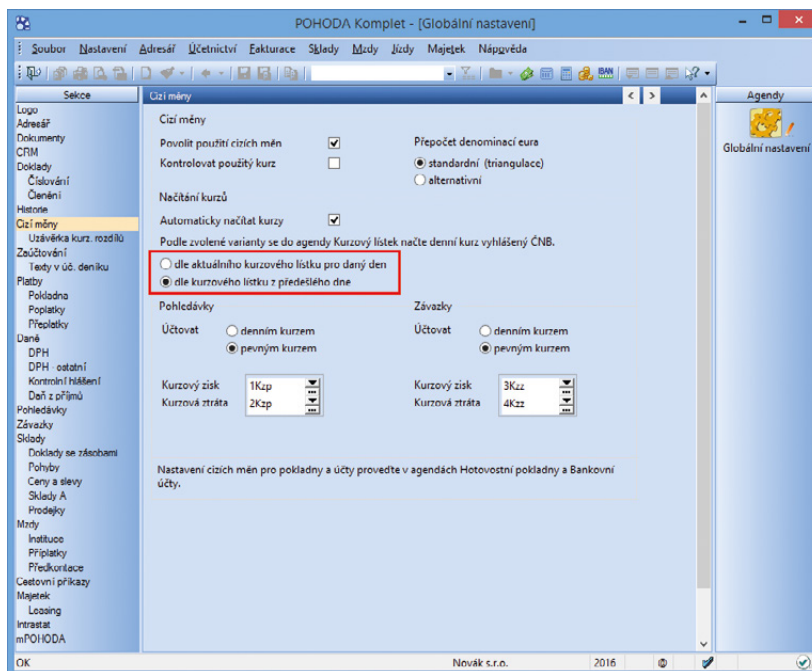 POHODA Komplet - [Globální nastavení]
Soubor Nastavení Adresář Účetnictví Fakturace Sklady Mzdy Jízdy Majetek Nápověda
IBAN
Sekce
Logo
Adresář
Dokumenty
CRM
Doklady
Číslování
Členění
Historie
Cizí měny
Uzávěrka kurz. rozdílů
Zaúčtování
Texty v úč. deníku
Platby
Pokladna
Poplatky
Přeplatky
Daně
DPH
DPH - ostatní
Kontrolní hlášení
Daň z příjmů
Pohledávky
Závazky
Sklady
Doklady se zásobami
Pohyby
Ceny a slevy
Sklady A
Prodejky
Mzdy
Instituce
Příplatky
Předkontace
Cestovní příkazy
Majetek
Leasing
Intrastat
mPOHODA
Cizí měny
Cizí měny
Povolit použití cizích měn
Kontrolovat použitý kurz
Přepočet denominací eura
standardní (triangulace)
alternativní
Načítání kurzů
Automaticky načítat kurzy
Podle zvolené varianty se do agendy Kurzový lístek načte denní kurz vyhlášený ČNB.
dle aktuálního kurzového lístku pro daný den
dle kurzového lístku z předešlého dne
Pohledávky
Účtovat
denním kurzem
pevným kurzem
Kurzový zisk 1Kzp
Kurzová ztráta 2Kzp
Závazky
Účtovat
denním kurzem
pevným kurzem
Kurzový zisk 3Kzz
Kurzová ztráta 4Kzz
Nastavení cizích měn pro pokladny a účty proveďte v agendách Hotovostní pokladny a Bankovní
účty.
Agendy
Globální nastavení
OK
Novák s.r.o.
2016